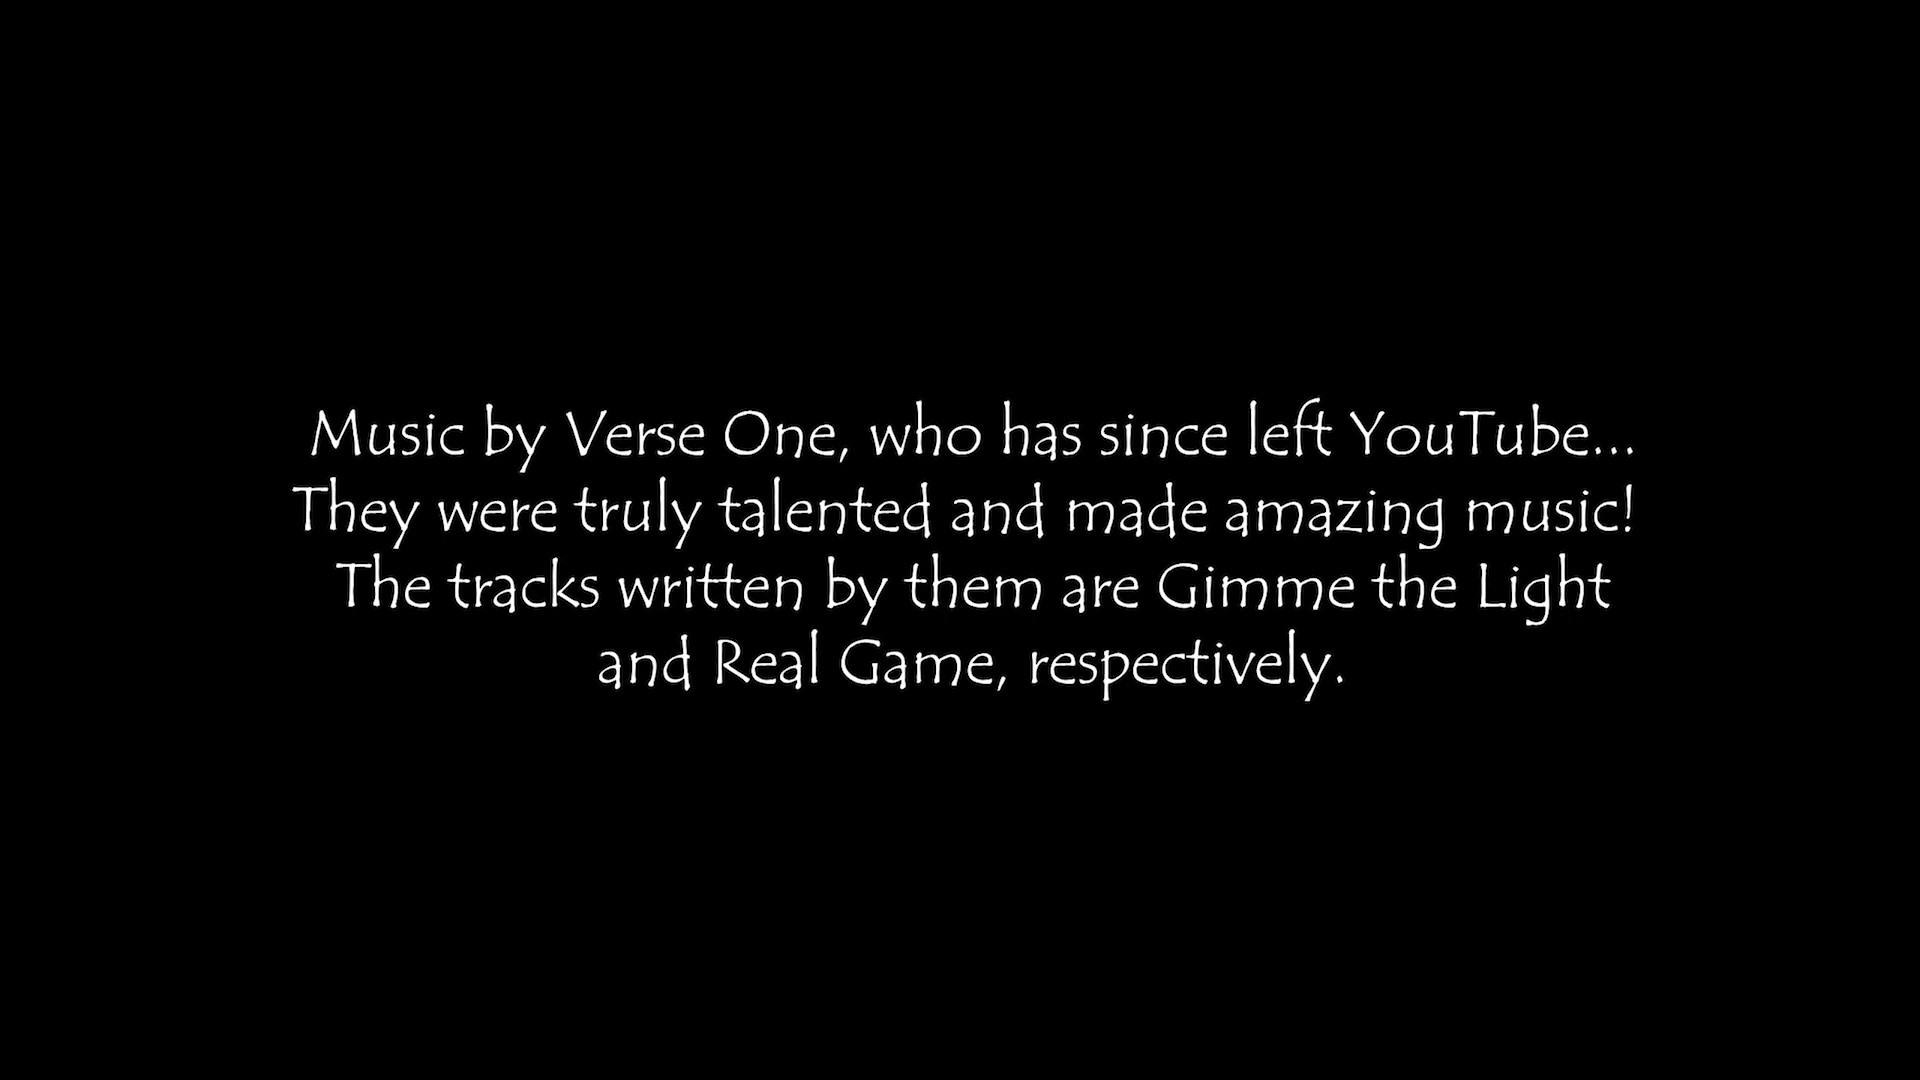 Music by Verse One, who has since left YouTube...
They were truly talented and made amazing music!
The tracks written by them are Gimme the Light
and Real Game, respectively.